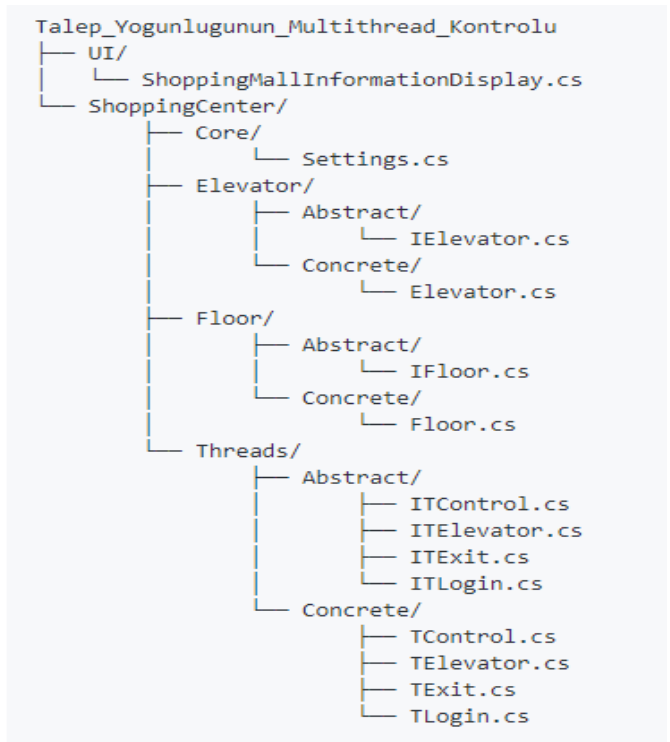 Talep_Yogunlugunun_Multithread_Kontrolu
├── UI/
│   └── ShoppingMallInformationDisplay.cs
└── ShoppingCenter/
        ├── Core/
        │       └── Settings.cs
        ├── Elevator/
        │       ├── Abstract/
        │       │       └── IElevator.cs
        │       └── Concrete/
        │               └── Elevator.cs
        ├── Floor/
        │       ├── Abstract/
        │       │       └── IFloor.cs
        │       └── Concrete/
        │               └── Floor.cs
        └── Threads/
                ├── Abstract/
                │       ├── ITControl.cs
                │       ├── ITElevator.cs
                │       ├── ITExit.cs
                │       └── ITLogin.cs
                └── Concrete/
                        ├── TControl.cs
                        ├── TElevator.cs
                        ├── TExit.cs
                        └── TLogin.cs